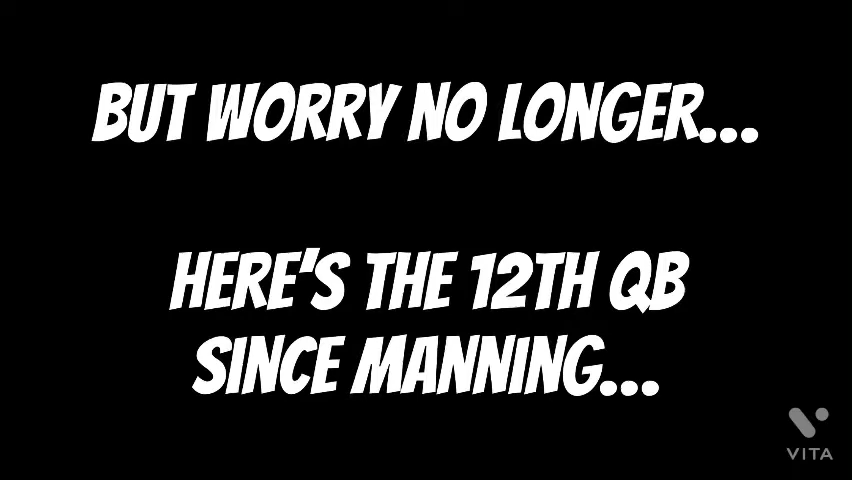 BUT WORRY NO LONGER...
HERE'S THE 12TH QB
SINCE MANNING...
VITA